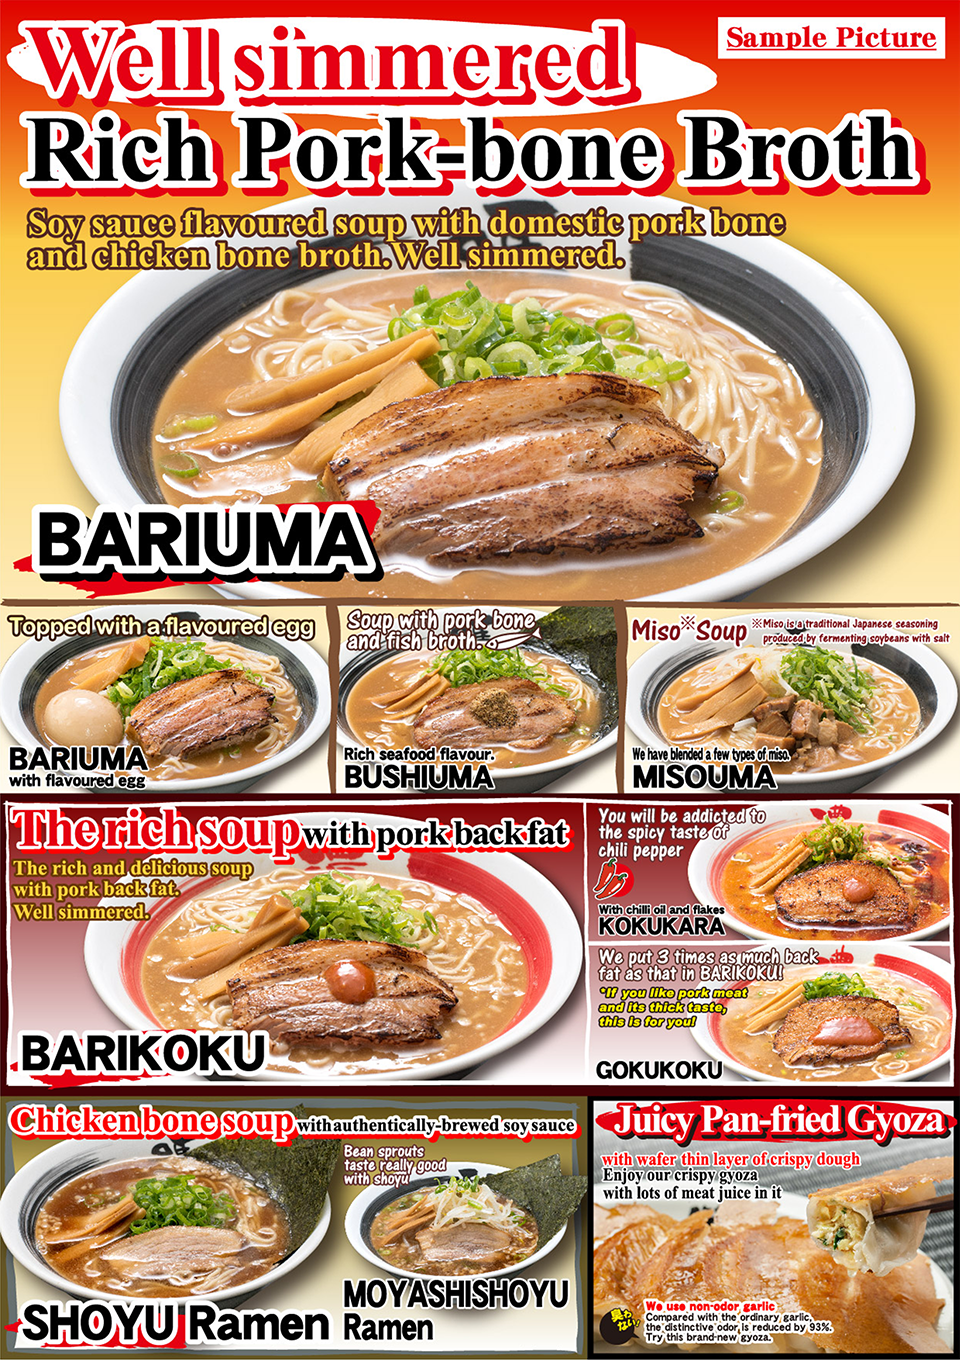 Well simmered
Sample Picture
Rich Pork-bone Broth
Soy sauce flavoured soup with domestic pork bone
and chicken bone broth.Well simmered.
BARIUMA
Topped with a flavoured egg
BARIUMA
with flavoured egg
Soup with pork bone
and fish broth.
Rich seafood flavour.
BUSHIUMA
Miso※Soup
※Miso is a traditional Japanese seasoning
produced by fermenting soybeans with salt
We have blended a few types of miso.
MISOUMA
The rich soup with pork back fat
The rich and delicious soup
with pork back fat.
Well simmered.
BARIKOKU
You will be addicted to
the spicy taste of
chili pepper
With chilli oil and flakes
KOKUKARA
We put 3 times as much back
fat as that in BARIKOKU!
*If you like pork meat
and its thick taste,
this is for you!
GOKUKOKU
Chicken bone soup with authentically-brewed soy sauce
SHOYU Ramen
Bean sprouts
taste really good
with shoyu
MOYASHISHOYU
Ramen
Juicy Pan-fried Gyoza
with wafer thin layer of crispy dough
Enjoy our crispy gyoza
with lots of meat juice in it
臭わない!
We use non-odor garlic
Compared with the ordinary garlic,
the distinctive odor is reduced by 93%.
Try this brand-new gyoza.